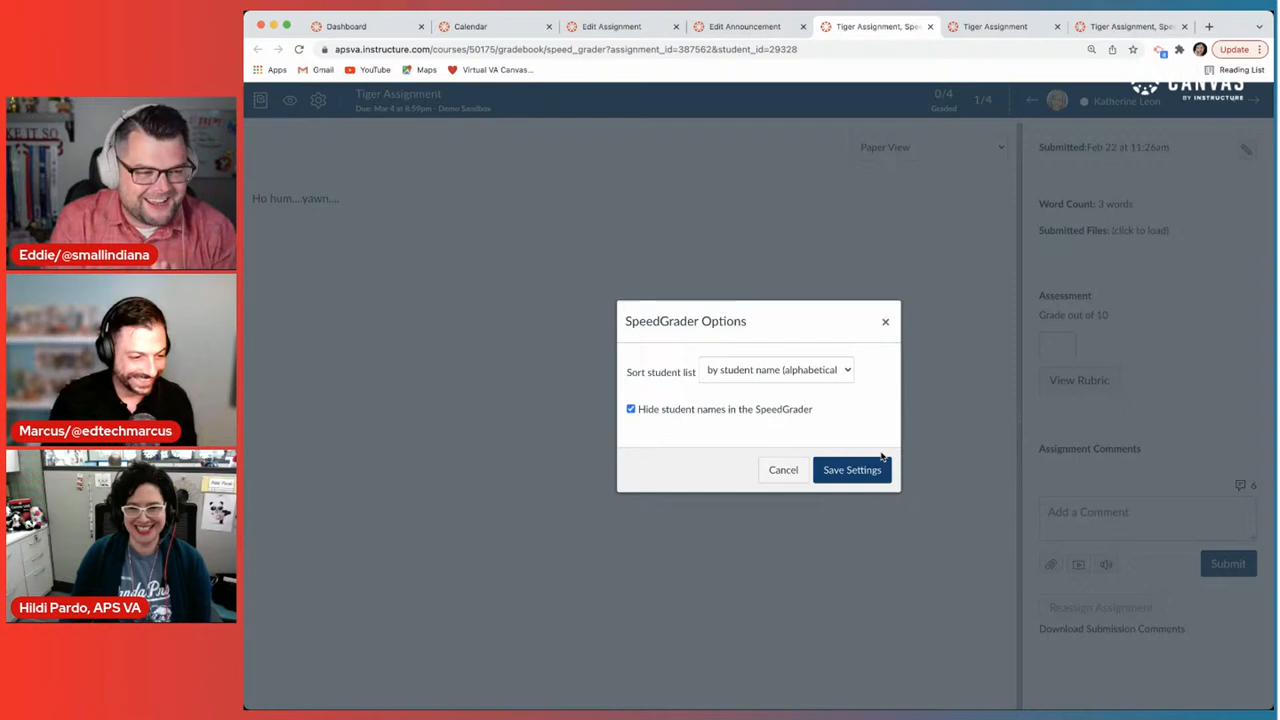 Dashboard
Calendar
Edit Assignment
Edit Announcement
Tiger Assignment, Spe
Tiger Assignment
Tiger Assignment, Spe
apsva.instructure.com/courses/50175/gradebook/speed_grader?assignment_id=387562&student_id=29328
Update
Apps
Gmail
YouTube
Maps
Virtual VA Canvas...
Reading List
CANVAS
BY INSTRUCTURE
Tiger Assignment
Due: Mar 4 at 8:59pm - Demo Sandbox
0/4
Graded
1/4
Katherine Leon
Paper View
Submitted: Feb 22 at 11:26am
Ho hum...yawn....
Word Count: 3 words
Submitted Files: (click to load)
Assessment
Grade out of 10
View Rubric
Assignment Comments
6
Add a Comment
Submit
Reassign Assignment
Download Submission Comments
SpeedGrader Options
Sort student list
by student name (alphabetical
Hide student names in the SpeedGrader
Cancel
Save Settings
Eddie/@smallindiana
Marcus/@edtechmarcus
Hildi Pardo, APS VA